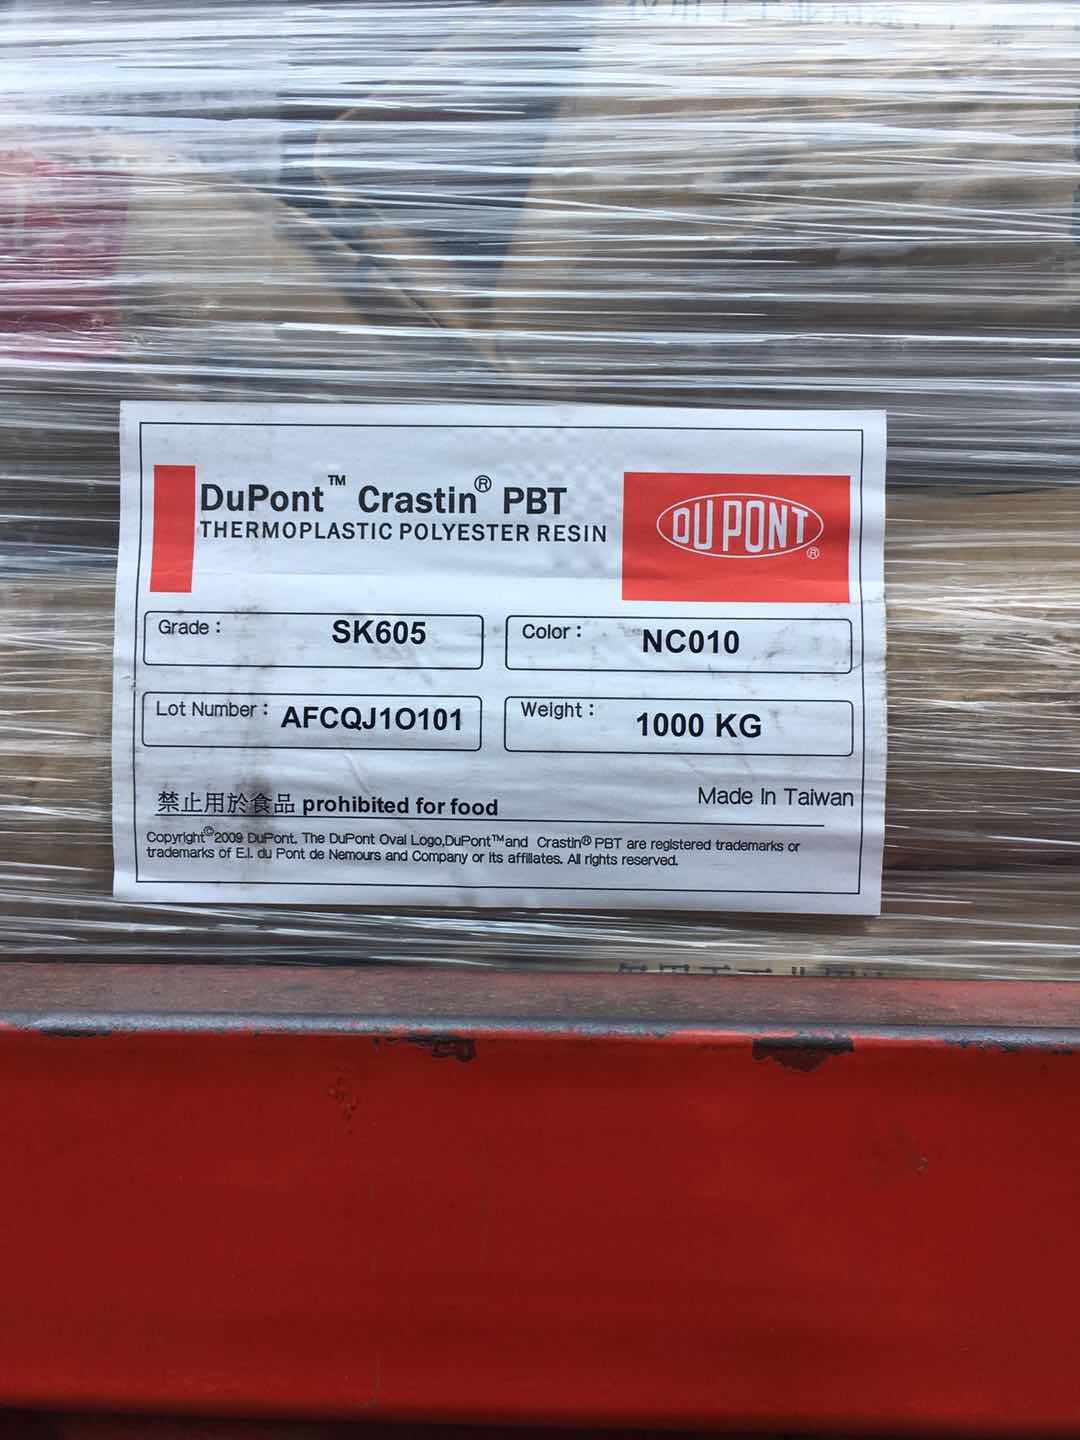 DuPont™ Crastin® PBT
THERMOPLASTIC POLYESTER RESIN
DUPONT®
Grade : SK605
Color : NC010
Lot Number : AFCQJ1O101
Weight : 1000 KG
禁止用於食品 prohibited for food
Made In Taiwan
Copyright©2009 DuPont. The DuPont Oval Logo,DuPont™and Crastin® PBT are registered trademarks or
trademarks of E.I. du Pont de Nemours and Company or its affiliates. All rights reserved.